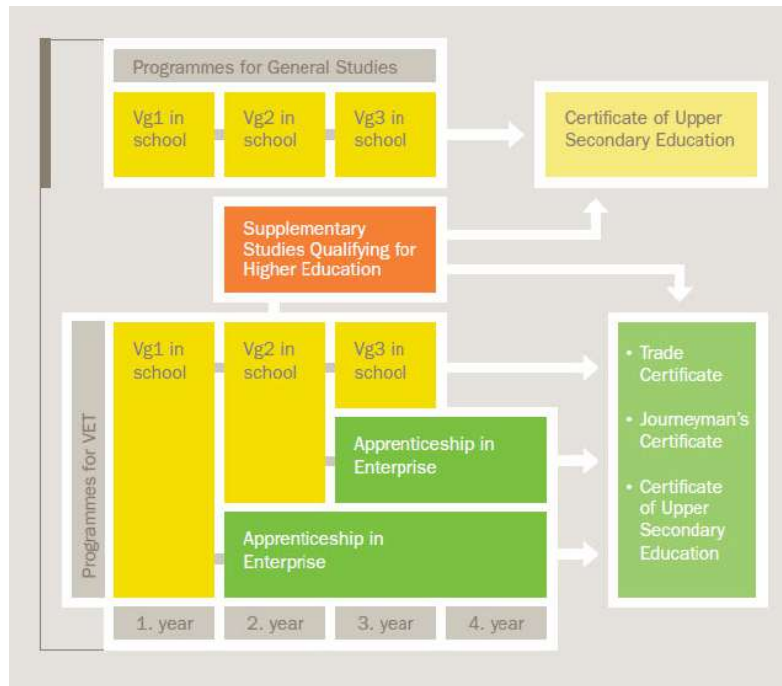 Programmes for General Studies
Vg1 in
school
Vg2 in
school
Vg3 in
school
Certificate of Upper
Secondary Education
Supplementary
Studies Qualifying for
Higher Education
Programmes for VET
Vg1 in
school
Vg2 in
school
Vg3 in
school
Apprenticeship in
Enterprise
Apprenticeship in
Enterprise
• Trade
Certificate
• Journeyman's
Certificate
• Certificate
of Upper
Secondary
Education
1. year
2. year
3. year
4. year